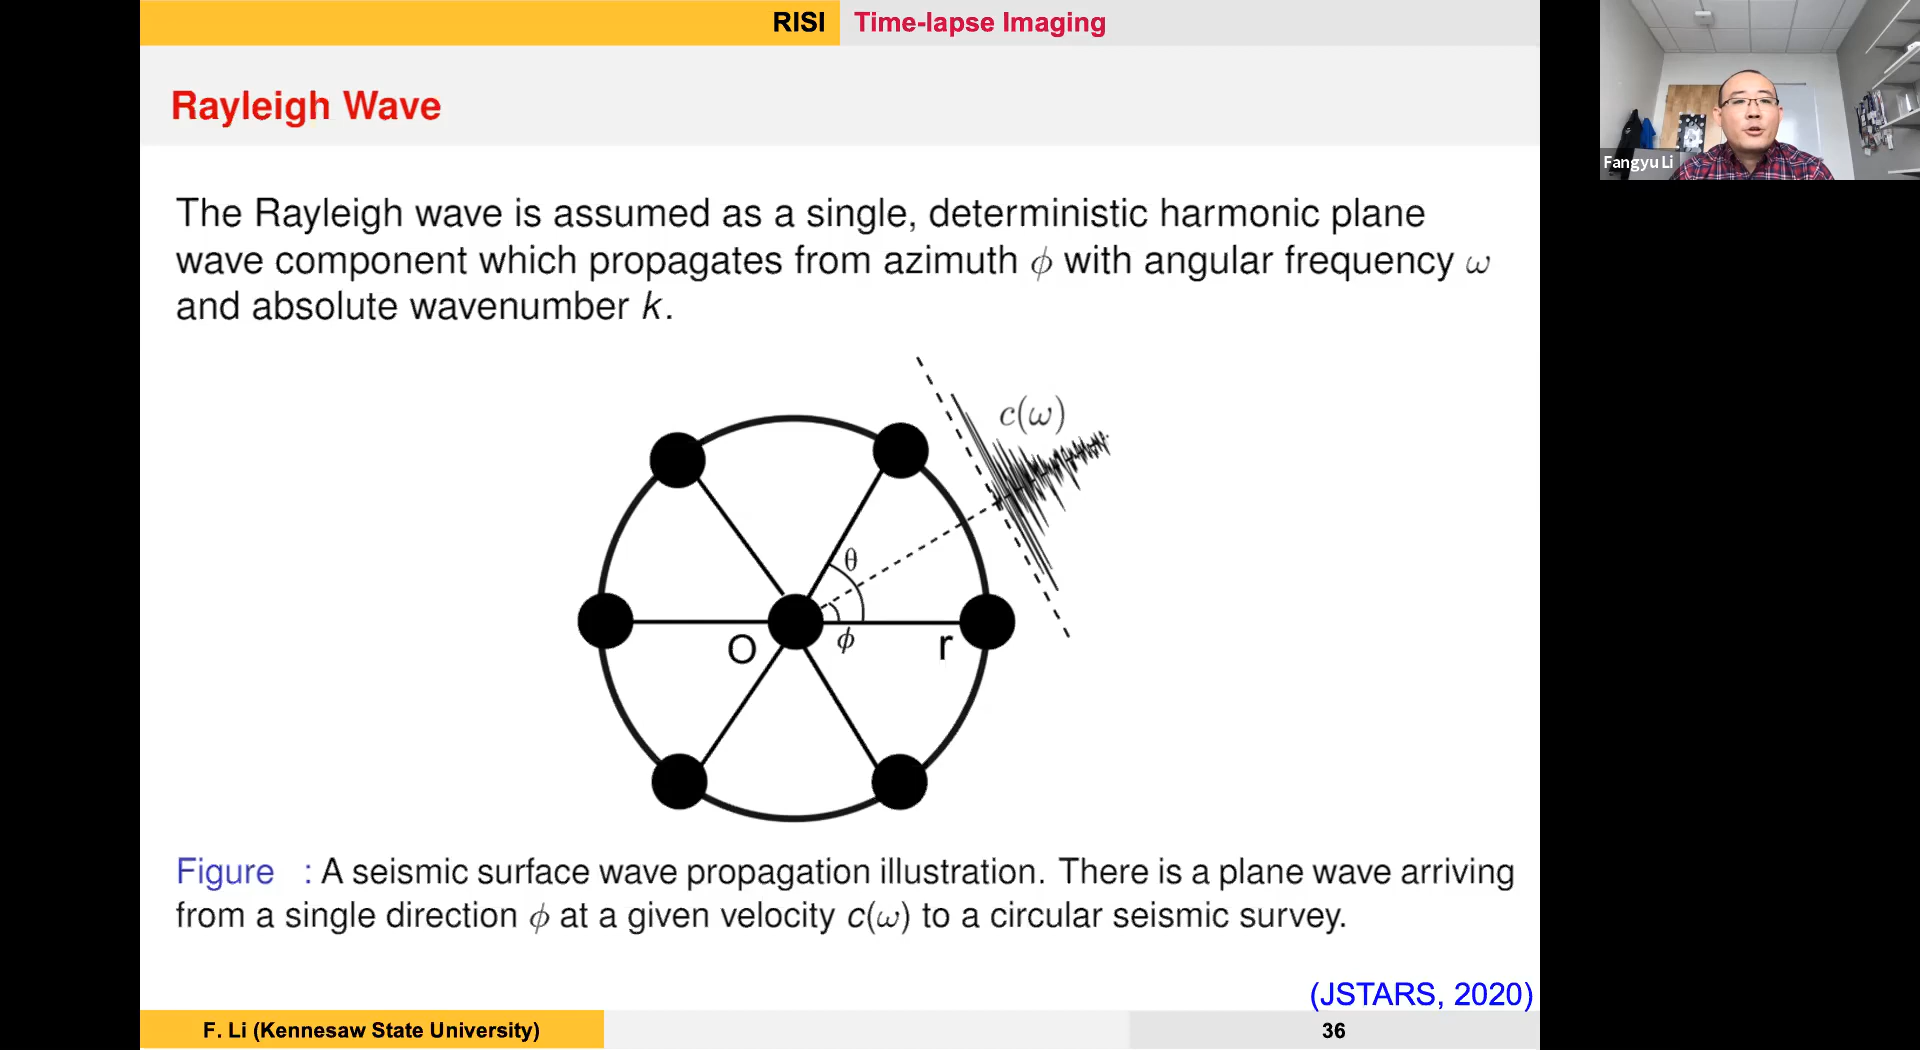 RISI Time-lapse Imaging
Rayleigh Wave
Fangyu Li
The Rayleigh wave is assumed as a single, deterministic harmonic plane
wave component which propagates from azimuth ϕ with angular frequency ω
and absolute wavenumber k.
c(ω)
θ
O ϕ r
Figure : A seismic surface wave propagation illustration. There is a plane wave arriving
from a single direction ϕ at a given velocity c(ω) to a circular seismic survey.
(JSTARS, 2020)
F. Li (Kennesaw State University) 36